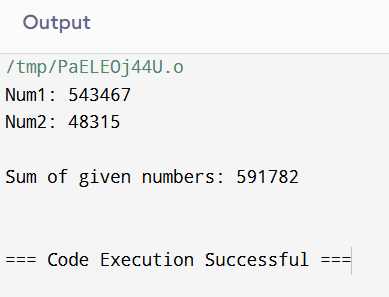 Output
/tmp/PaELEOj44U.o
Num1: 543467
Num2: 48315
Sum of given numbers: 591782
=== Code Execution Successful ===